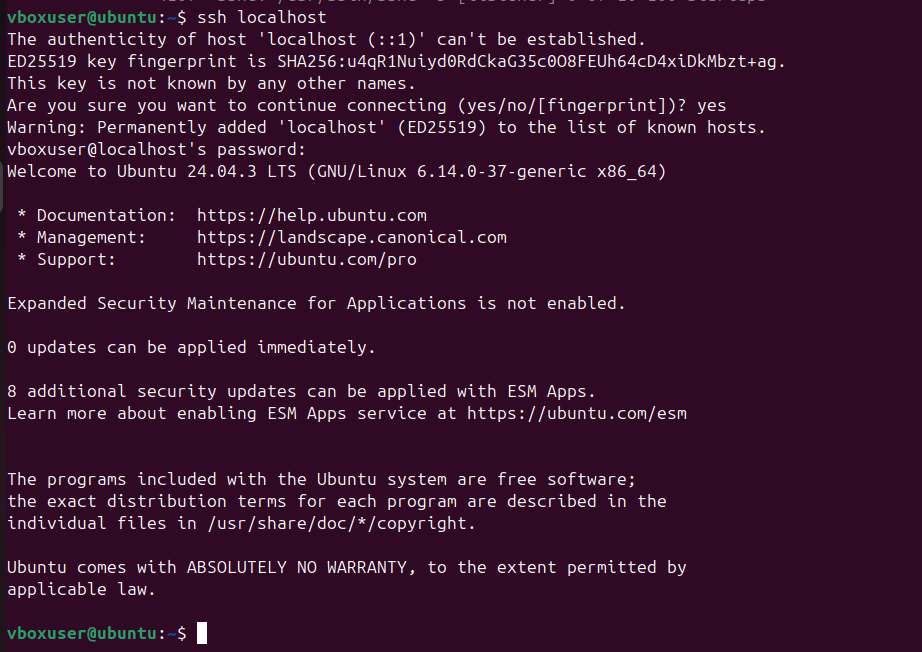 vboxuser@ubuntu:~$ ssh localhost
The authenticity of host 'localhost (::1)' can't be established.
ED25519 key fingerprint is SHA256:u4qR1Nuiyd0RdCkaG35c0O8FEUh64cD4xiDkMbzt+ag.
This key is not known by any other names.
Are you sure you want to continue connecting (yes/no/[fingerprint])? yes
Warning: Permanently added 'localhost' (ED25519) to the list of known hosts.
vboxuser@localhost's password:
Welcome to Ubuntu 24.04.3 LTS (GNU/Linux 6.14.0-37-generic x86_64)

 * Documentation:  https://help.ubuntu.com
 * Management:     https://landscape.canonical.com
 * Support:        https://ubuntu.com/pro

Expanded Security Maintenance for Applications is not enabled.

0 updates can be applied immediately.

8 additional security updates can be applied with ESM Apps.
Learn more about enabling ESM Apps service at https://ubuntu.com/esm


The programs included with the Ubuntu system are free software;
the exact distribution terms for each program are described in the
individual files in /usr/share/doc/*/copyright.

Ubuntu comes with ABSOLUTELY NO WARRANTY, to the extent permitted by
applicable law.

vboxuser@ubuntu:~$